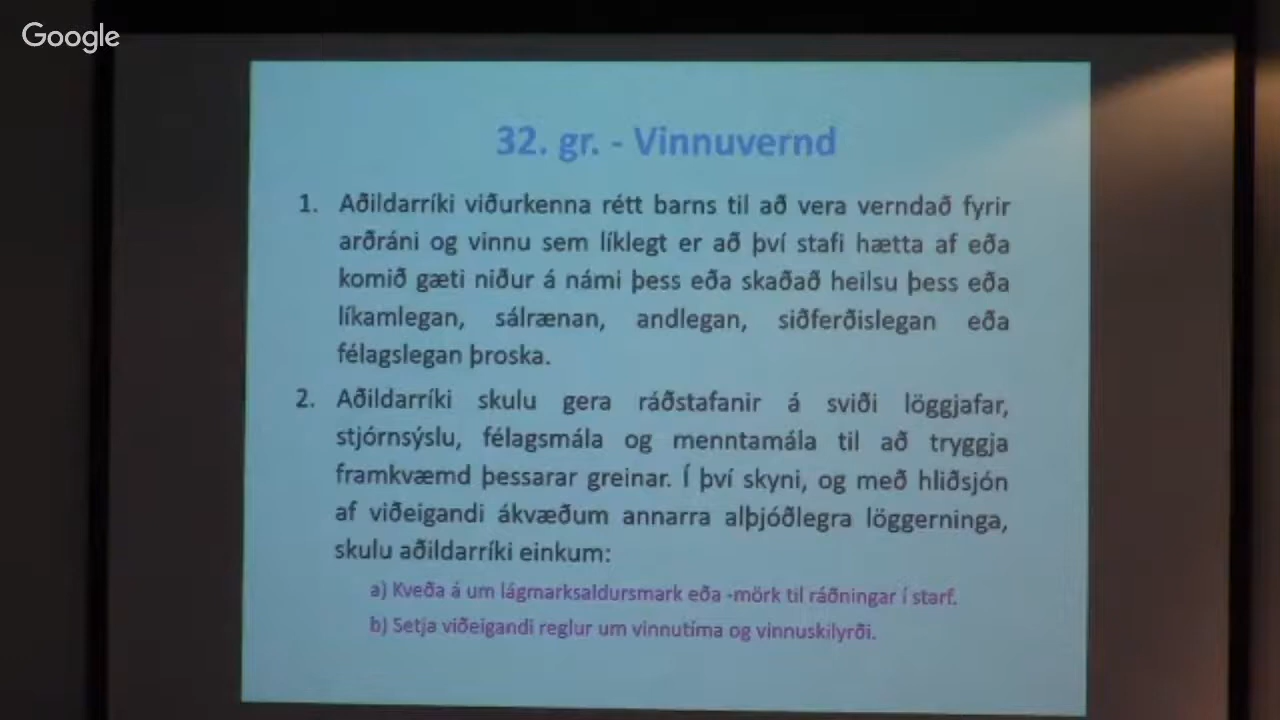 Google
32. gr. - Vinnuvernd
1. Aðildarríki viðurkenna rétt barns til að vera verndað fyrir
arðráni og vinnu sem líklegt er að því stafi hætta af eða
komið gæti niður á námi þess eða skaðað heilsu þess eða
líkamlegan, sálrænan, andlegan, siðferðislegan eða
félagslegan þroska.
2. Aðildarríki skulu gera ráðstafanir á sviði löggjafar,
stjórnsýslu, félagsmála og menntamála til að tryggja
framkvæmd þessarar greinar. Í því skyni, og með hliðsjón
af viðeigandi ákvæðum annarra alþjóðlegra löggerninga,
skulu aðildarríki einkum:
a) Kveða á um lágmarksaldursmark eða -mörk til ráðningar í starf.
b) Setja viðeigandi reglur um vinnutíma og vinnuskilyrði.